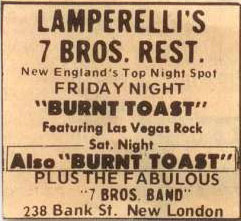 LAMPERELLI'S
7 BROS. REST.
New England's Top Night Spot
FRIDAY NIGHT
"BURNT TOAST"
Featuring Las Vegas Rock
Sat. Night
Also "BURNT TOAST"
PLUS THE FABULOUS
"7 BROS. BAND"
238 Bank St. New London